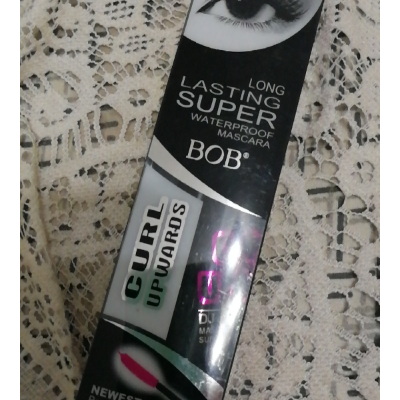 LONG
LASTING
SUPER
WATERPROOF
MASCARA
BOB®
CURL
UPWARDS
NEWEST